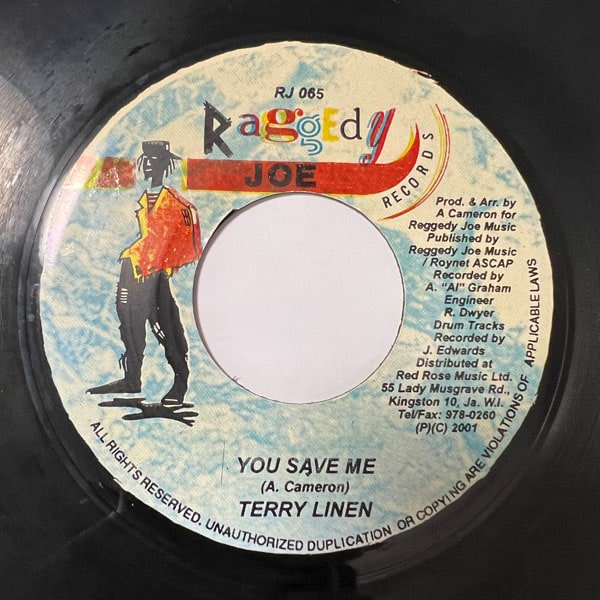 RJ 065
Raggedy
JOE
RECORDS
Prod. & Arr. by
A Cameron for
Reggedy Joe Music
Published by
Reggedy Joe Music
/ Roynet ASCAP
Recorded by
A. "Al" Graham
Engineer
R. Dwyer
Drum Tracks
Recorded by
J. Edwards
Distributed at
Red Rose Music Ltd.
55 Lady Musgrave Rd.,
Kingston 10, Ja. W.I.
Tel/Fax: 978-0260
(P)(C) 2001
YOU SAVE ME
(A. Cameron)
TERRY LINEN
ALL RIGHTS RESERVED. UNAUTHORIZED DUPLICATION OR COPYING ARE VIOLATIONS OF APPLICABLE LAWS